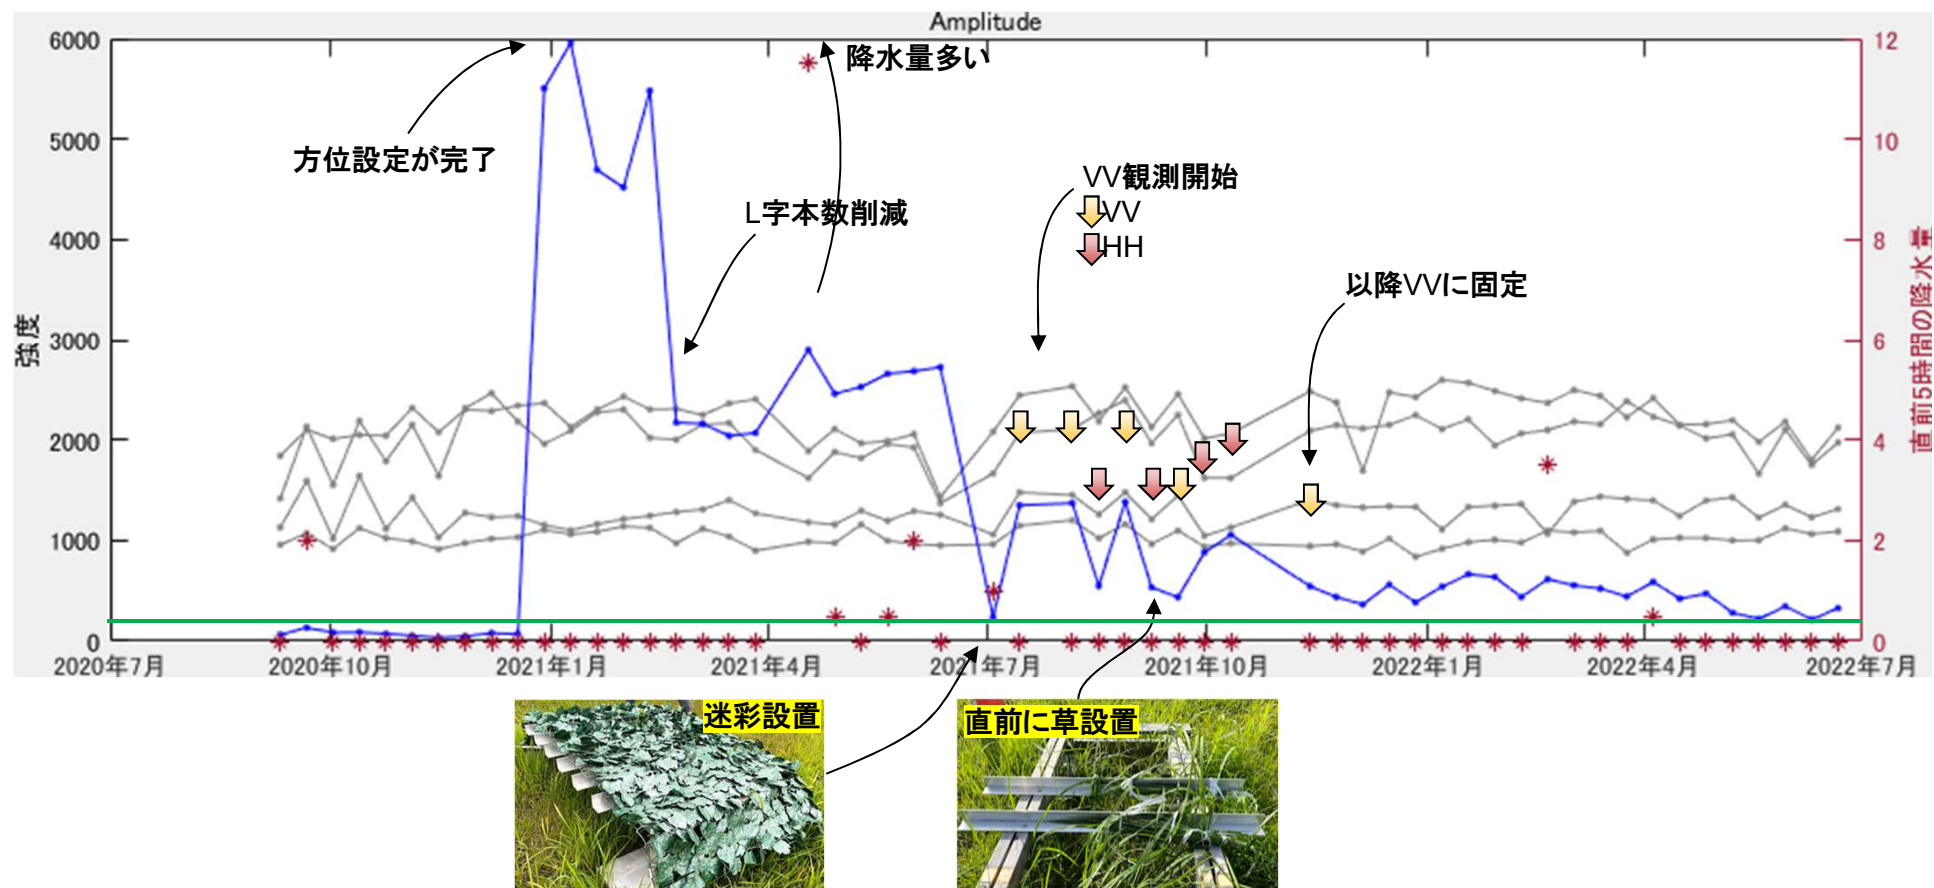 Amplitude
6000
5000
4000
3000
2000
1000
0
強度
12
10
8
6
4
2
0
直前5時間の降水量
2020年7月
2020年10月
2021年1月
2021年4月
2021年7月
2021年10月
2022年1月
2022年4月
2022年7月
方位設定が完了
降水量多い
L字本数削減
VV観測開始
VV
HH
以降VVに固定
迷彩設置
直前に草設置